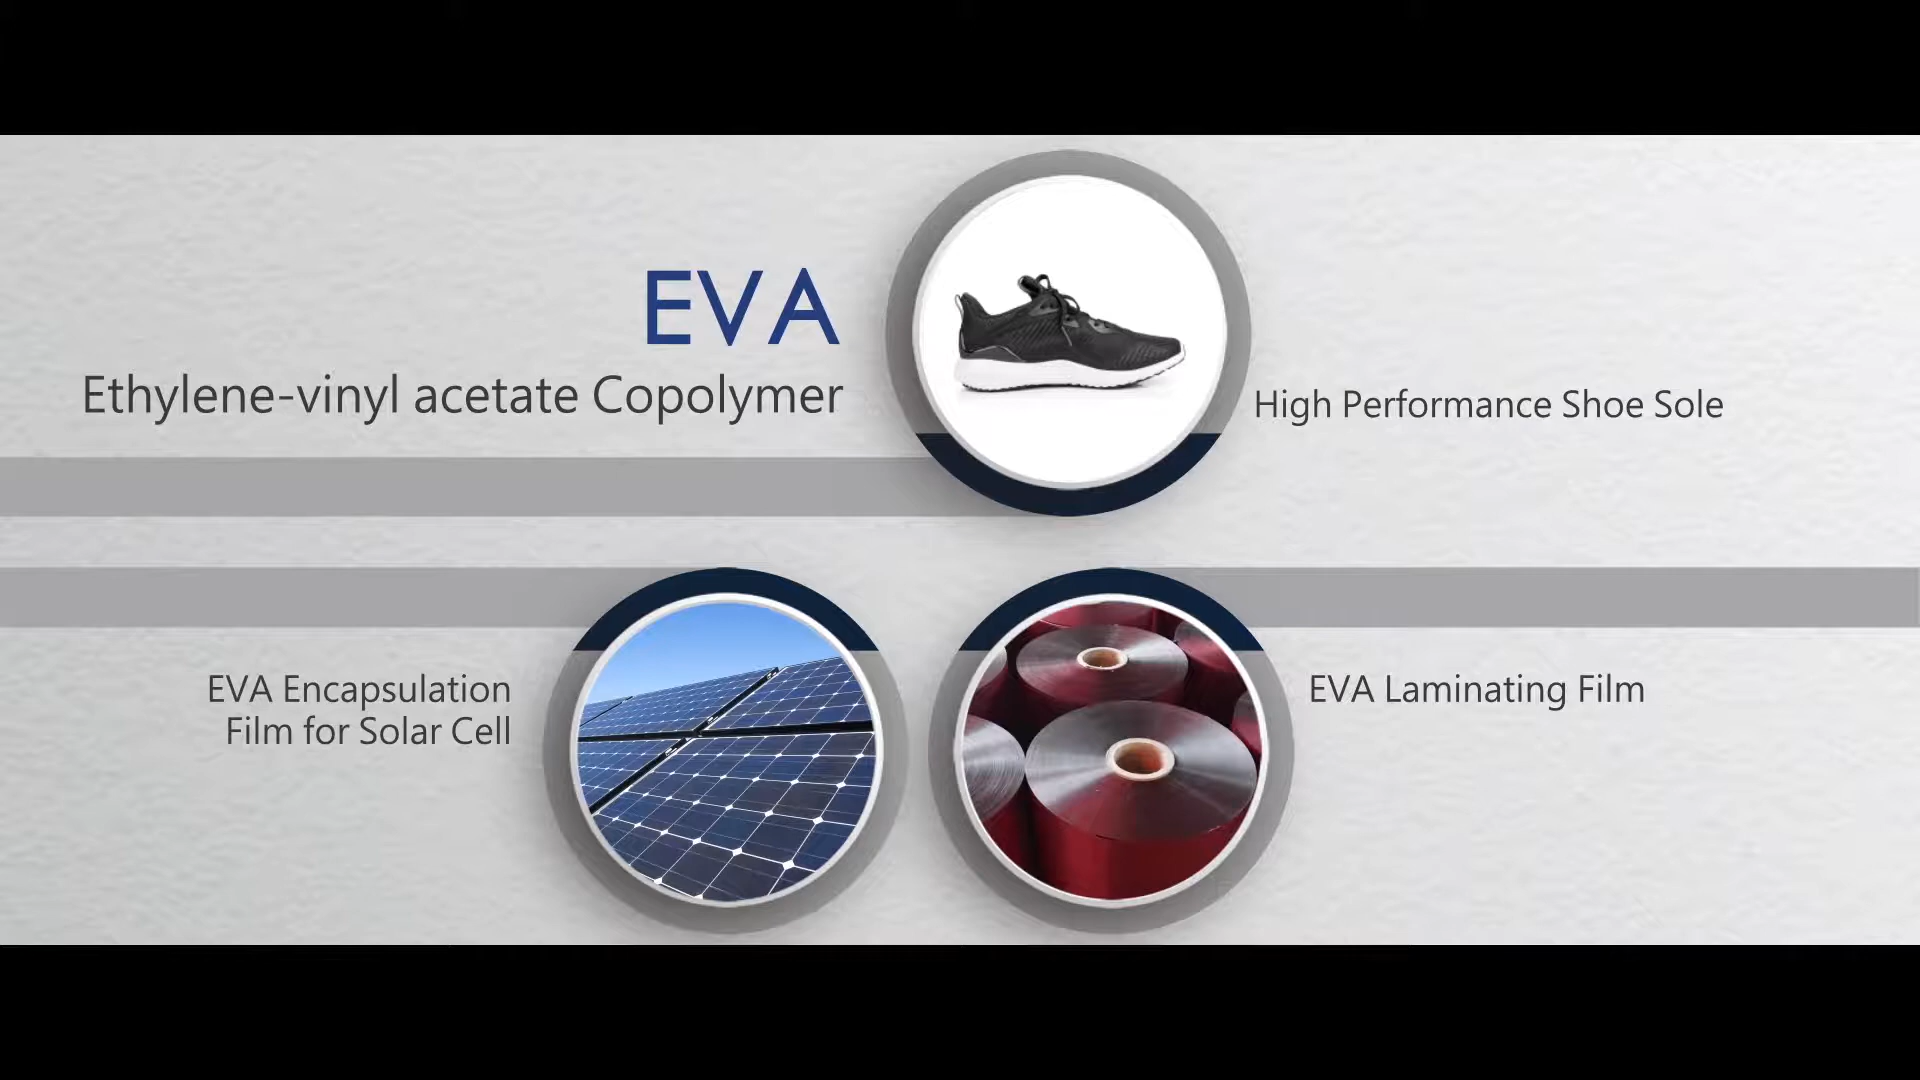 EVA
Ethylene-vinyl acetate Copolymer
High Performance Shoe Sole
EVA Encapsulation
Film for Solar Cell
EVA Laminating Film